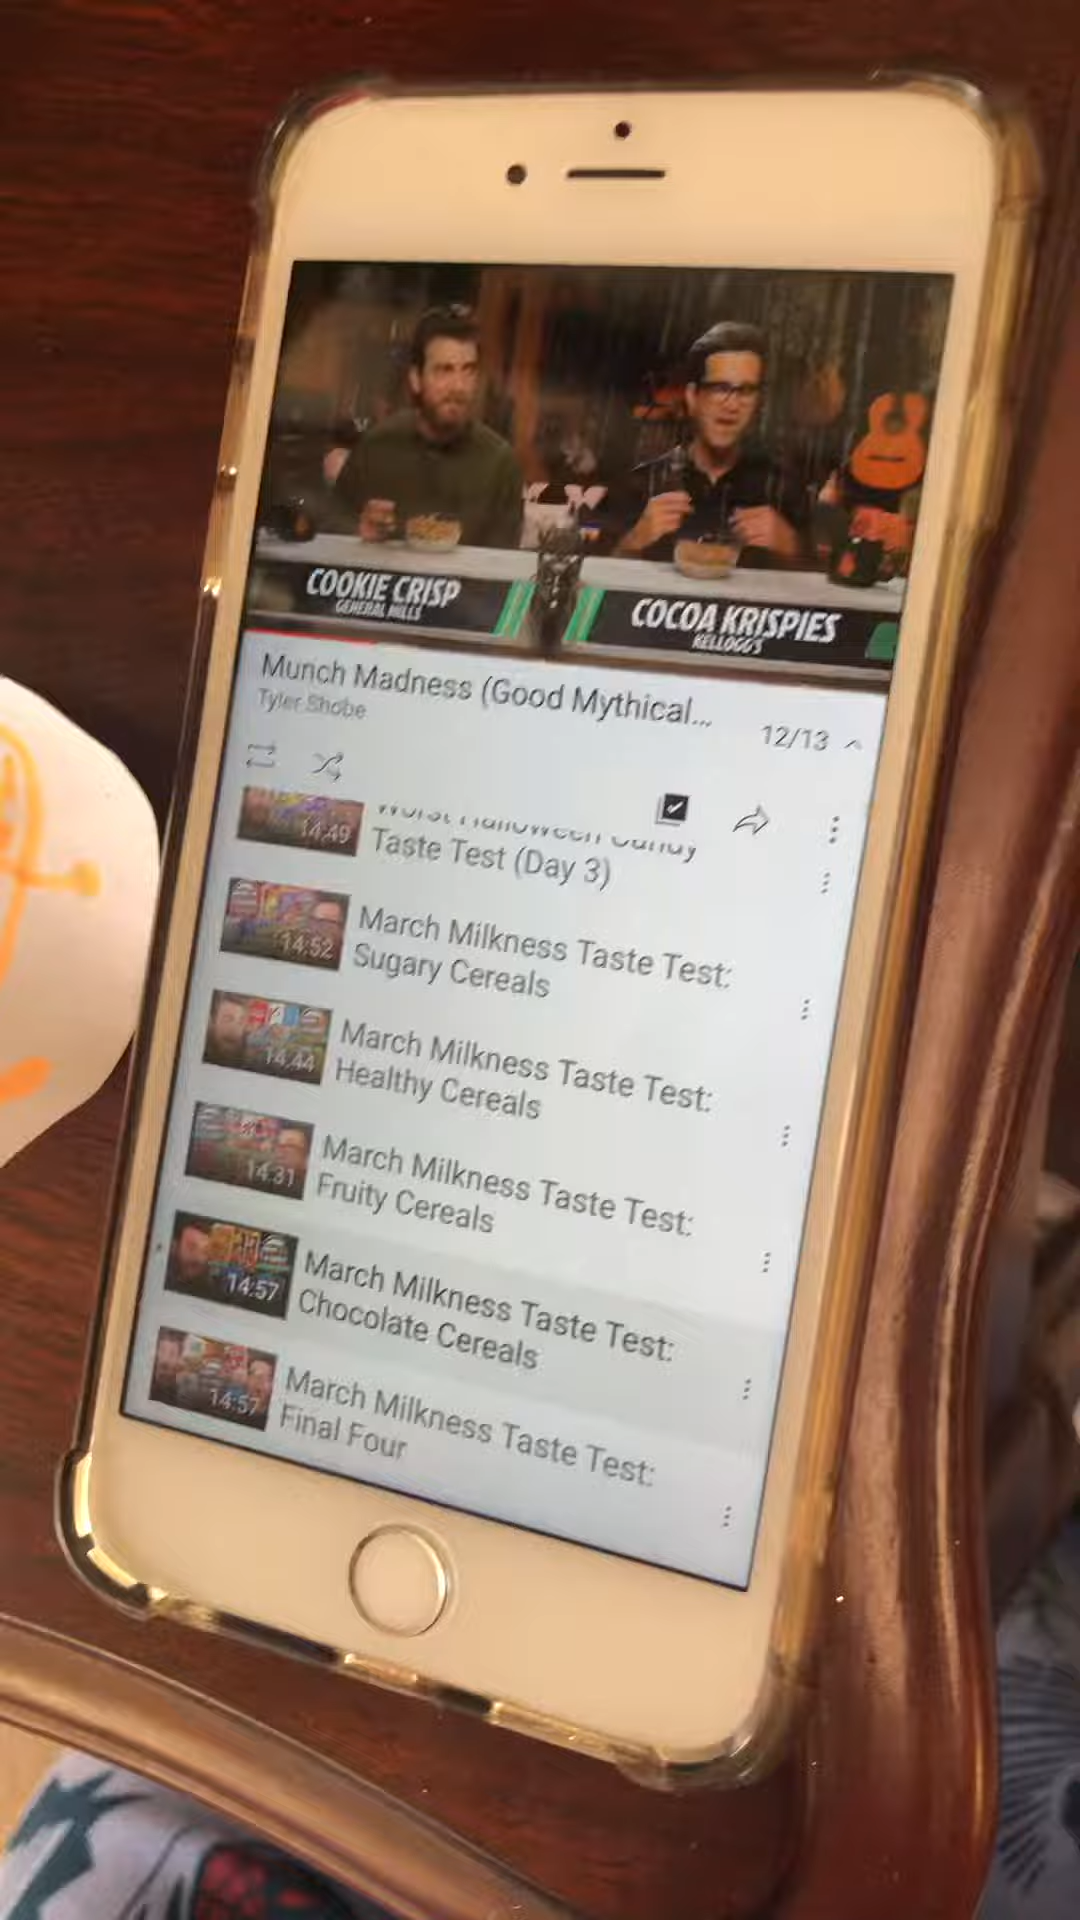 COOKIE CRISP
GENERAL MILLS
COCOA KRISPIES
KELLOGG'S
Munch Madness (Good Mythical...
Tyler Shobe
12/13
14:49
Worst Halloween Candy
Taste Test (Day 3)
14:52
March Milkness Taste Test:
Sugary Cereals
14:44
March Milkness Taste Test:
Healthy Cereals
14:31
March Milkness Taste Test:
Fruity Cereals
14:57
March Milkness Taste Test:
Chocolate Cereals
14:57
March Milkness Taste Test:
Final Four